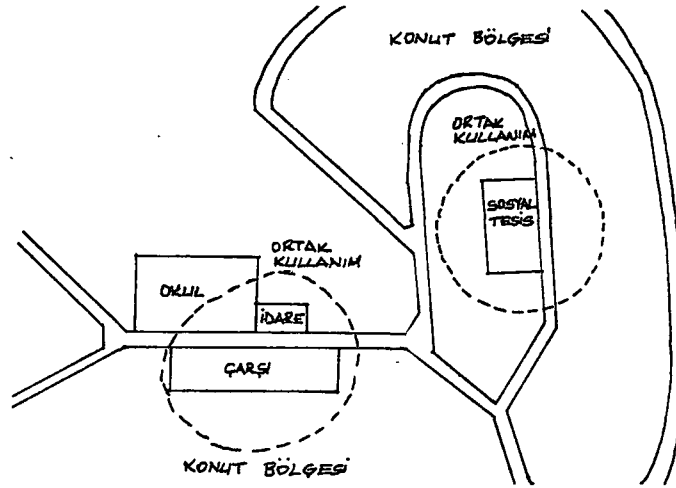 KONUT BÖLGESİ
ORTAK
KULLANIM
SOSYAL
TESİS
ORTAK
KULLANIM
OKUL
İDARE
ÇARŞI
KONUT BÖLGESİ